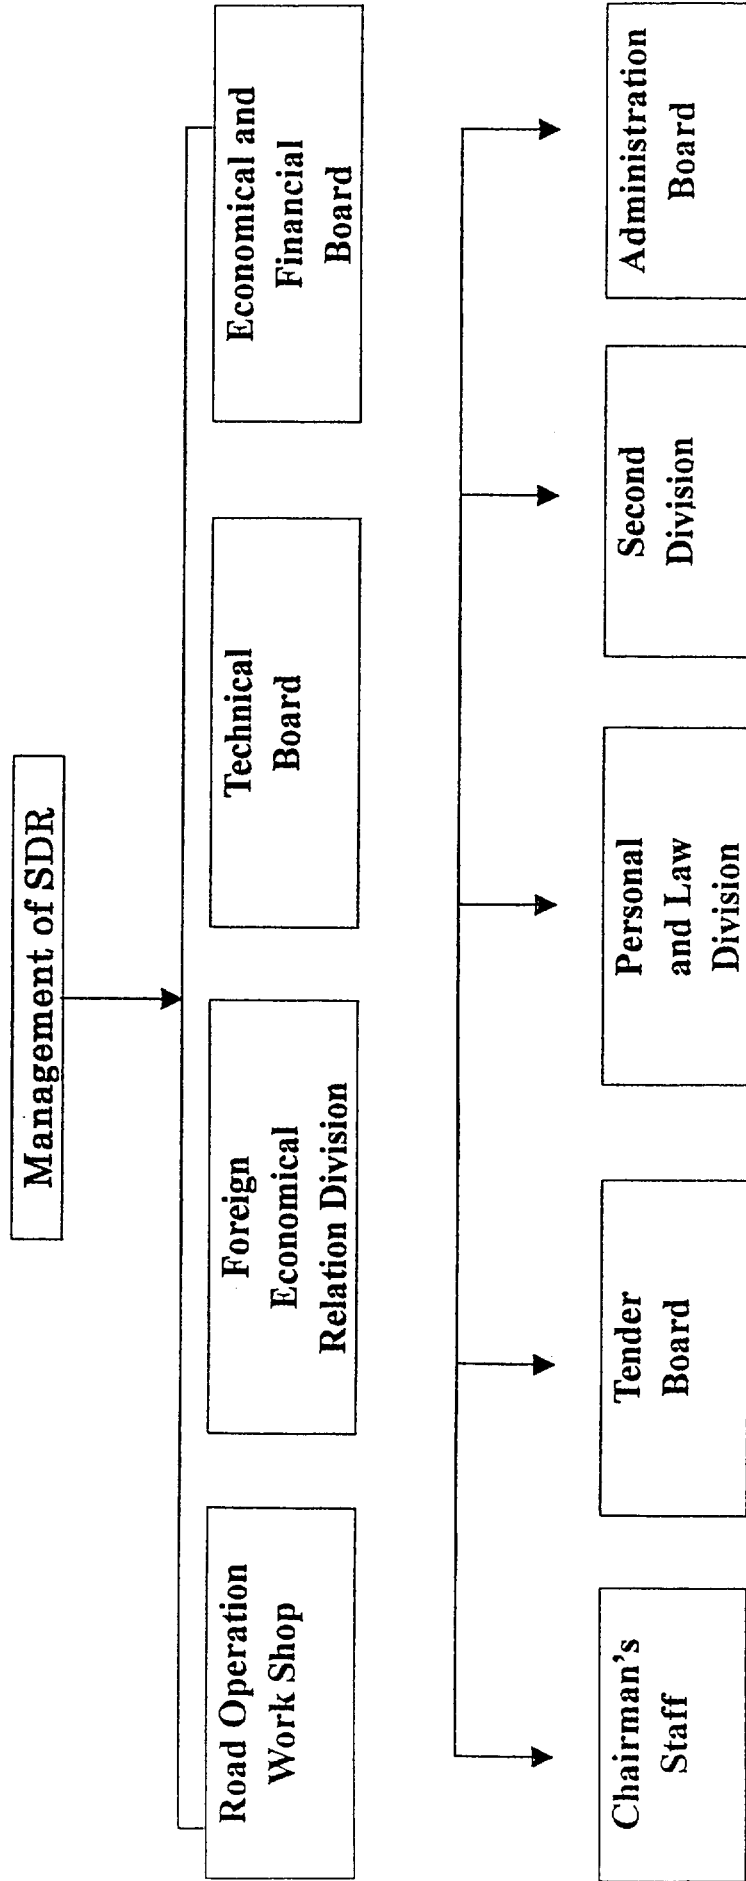 Management of SDR
Road Operation
Work Shop
Foreign
Economical
Relation Division
Technical
Board
Economical and
Financial
Board
Chairman's
Staff
Tender
Board
Personal
and Law
Division
Second
Division
Administration
Board